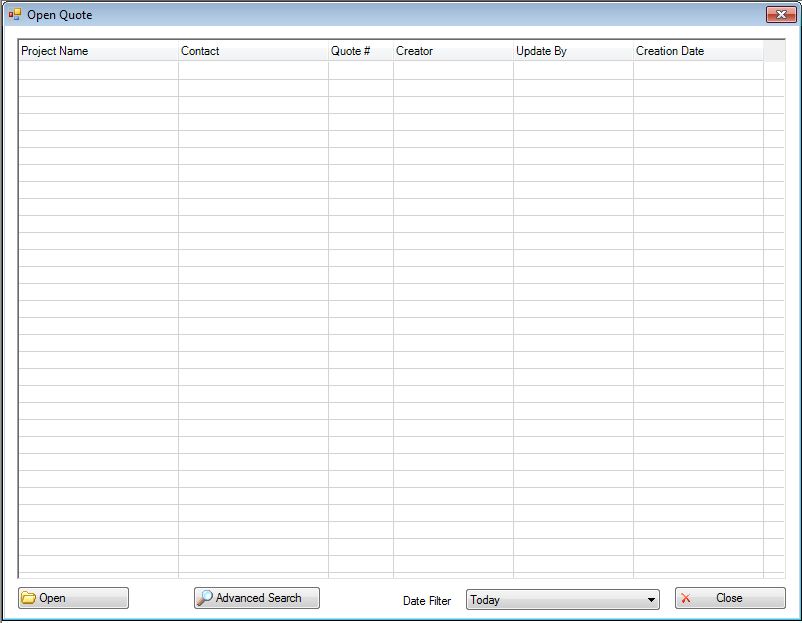 Open Quote
Project Name Contact Quote # Creator Update By Creation Date
Open Advanced Search Date Filter Today Close